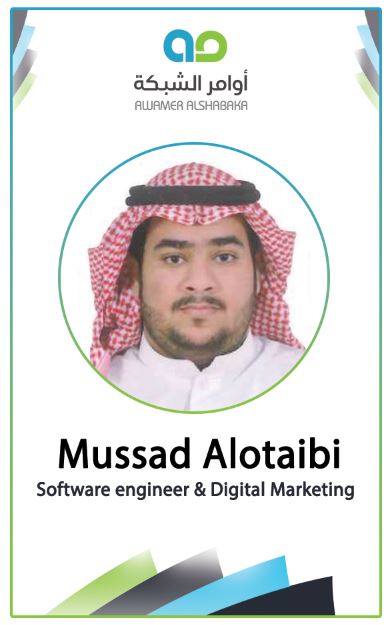 أوامر الشبكة
AWAMER ALSHABAKA
Mussad Alotaibi
Software engineer & Digital Marketing